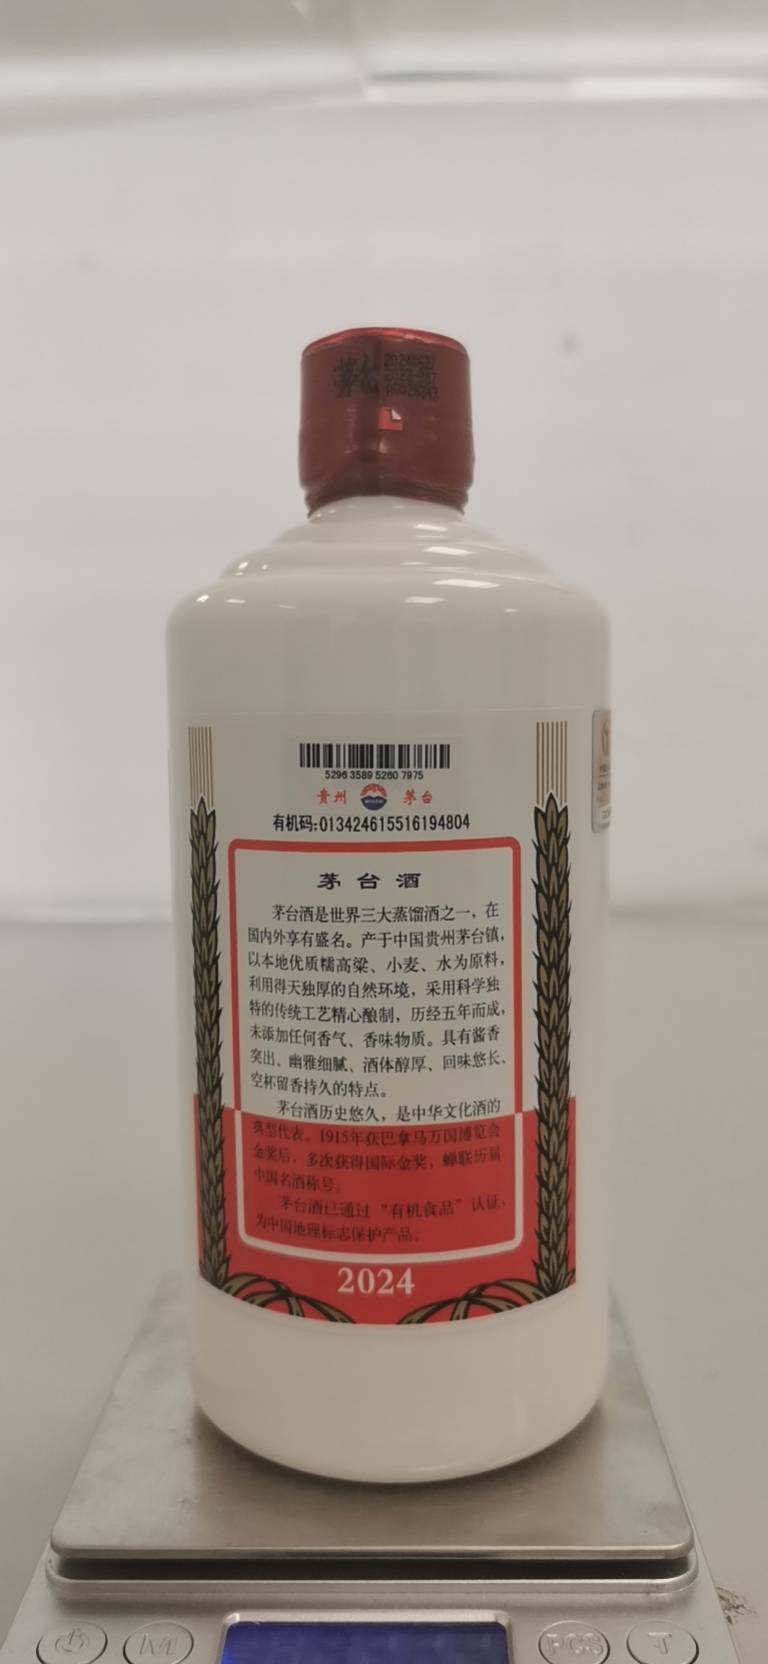 茅台 20240627
2023-067
5296 3589 5260 7975
贵州 茅台
有机码:013424615516194804
茅台酒
茅台酒是世界三大蒸馏酒之一，在
国内外享有盛名。产于中国贵州茅台镇，
以本地优质糯高粱、小麦、水为原料，
利用得天独厚的自然环境，采用科学独
特的传统工艺精心酿制，历经五年而成，
未添加任何香气、香味物质。具有酱香
突出、幽雅细腻、酒体醇厚、回味悠长、
空杯留香持久的特点。
茅台酒历史悠久，是中华文化酒的
典型代表。1915年获巴拿马万国博览会
金奖后，多次获得国际金奖，蝉联历届
中国名酒称号。
茅台酒已通过“有机食品”认证，
为中国地理标志保护产品。
2024
M PCS T